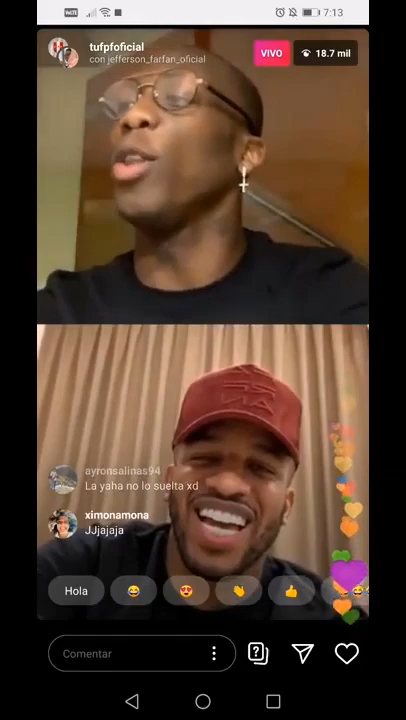 VoLTE
7:13
tufpfoficial
con jefferson_farfan_oficial
VIVO
18.7 mil
ayronsalinas94
La yaha no lo suelta xd
ximonamona
JJjajaja
Hola
Comentar